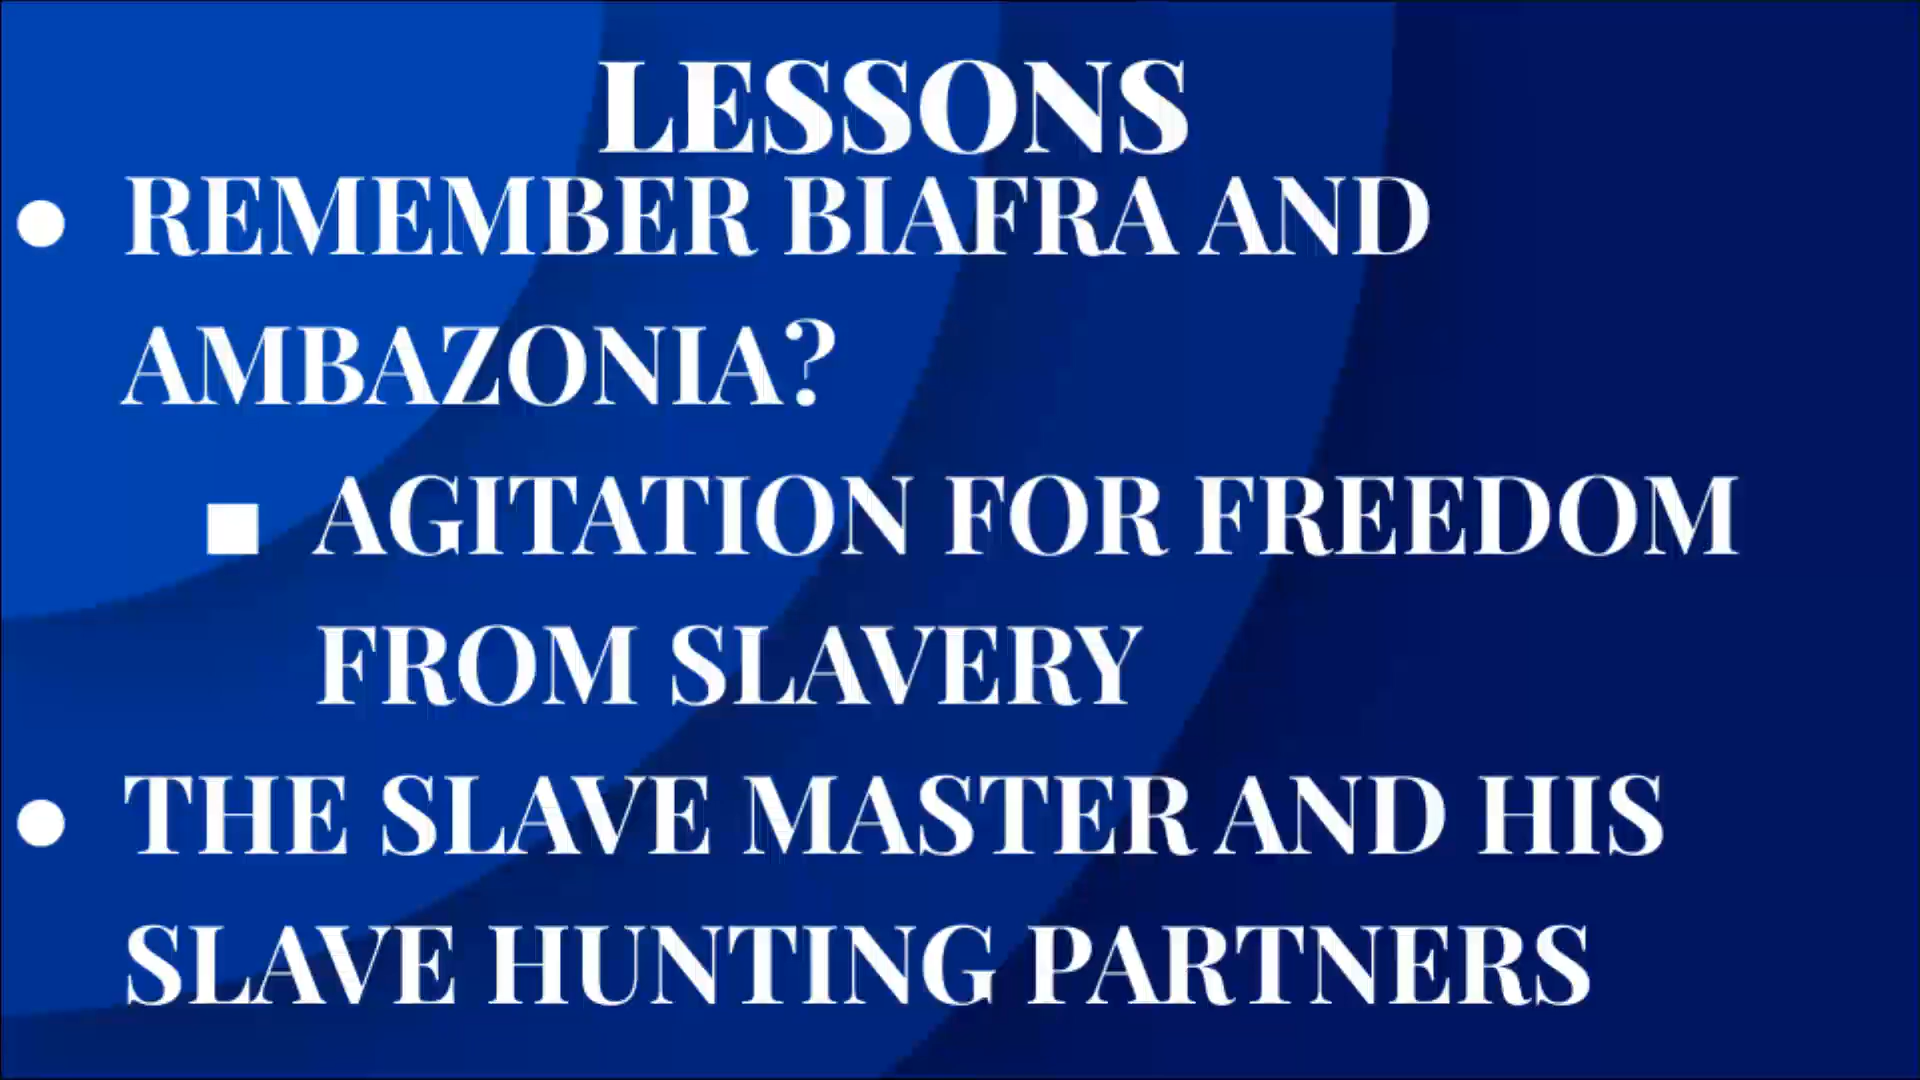 LESSONS
● REMEMBER BIAFRA AND
AMBAZONIA?
■ AGITATION FOR FREEDOM
FROM SLAVERY
● THE SLAVE MASTER AND HIS
SLAVE HUNTING PARTNERS